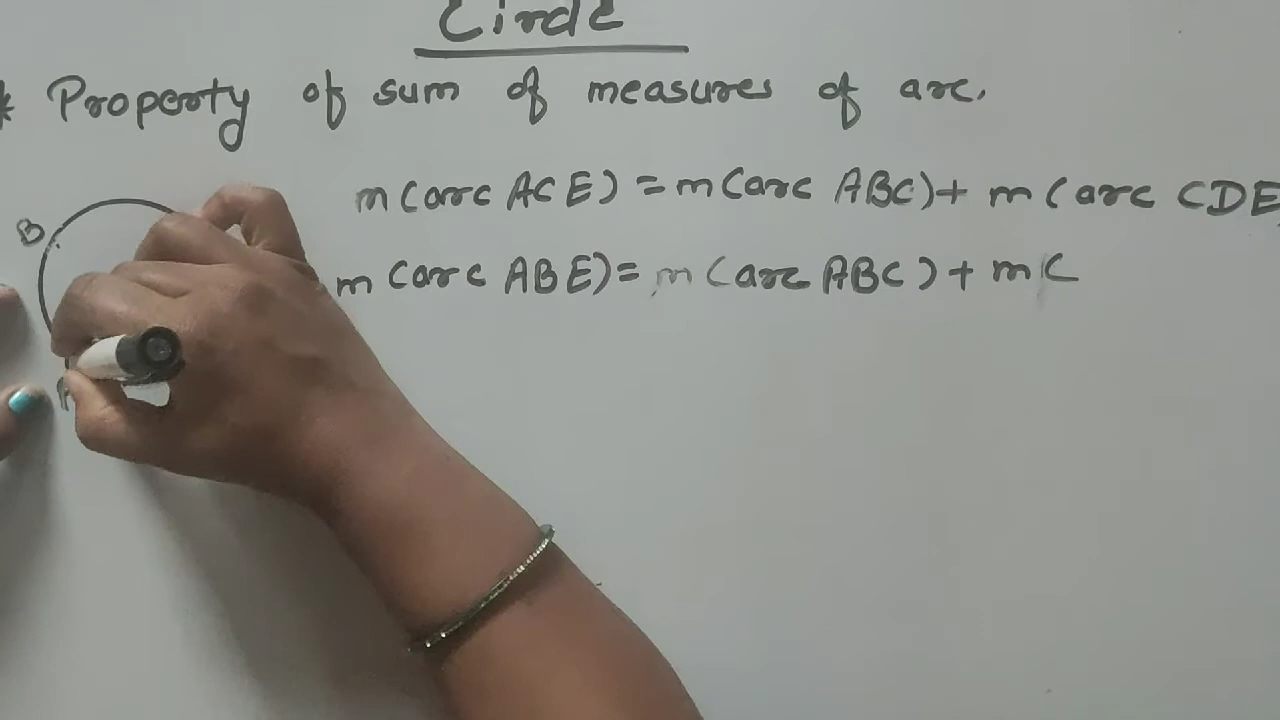 Circle
* Property of sum of measures of arc.
m(arc ACE) = m(arc ABC) + m(arc CDE
B
m(arc ABE) = m(arc ABC) + m(